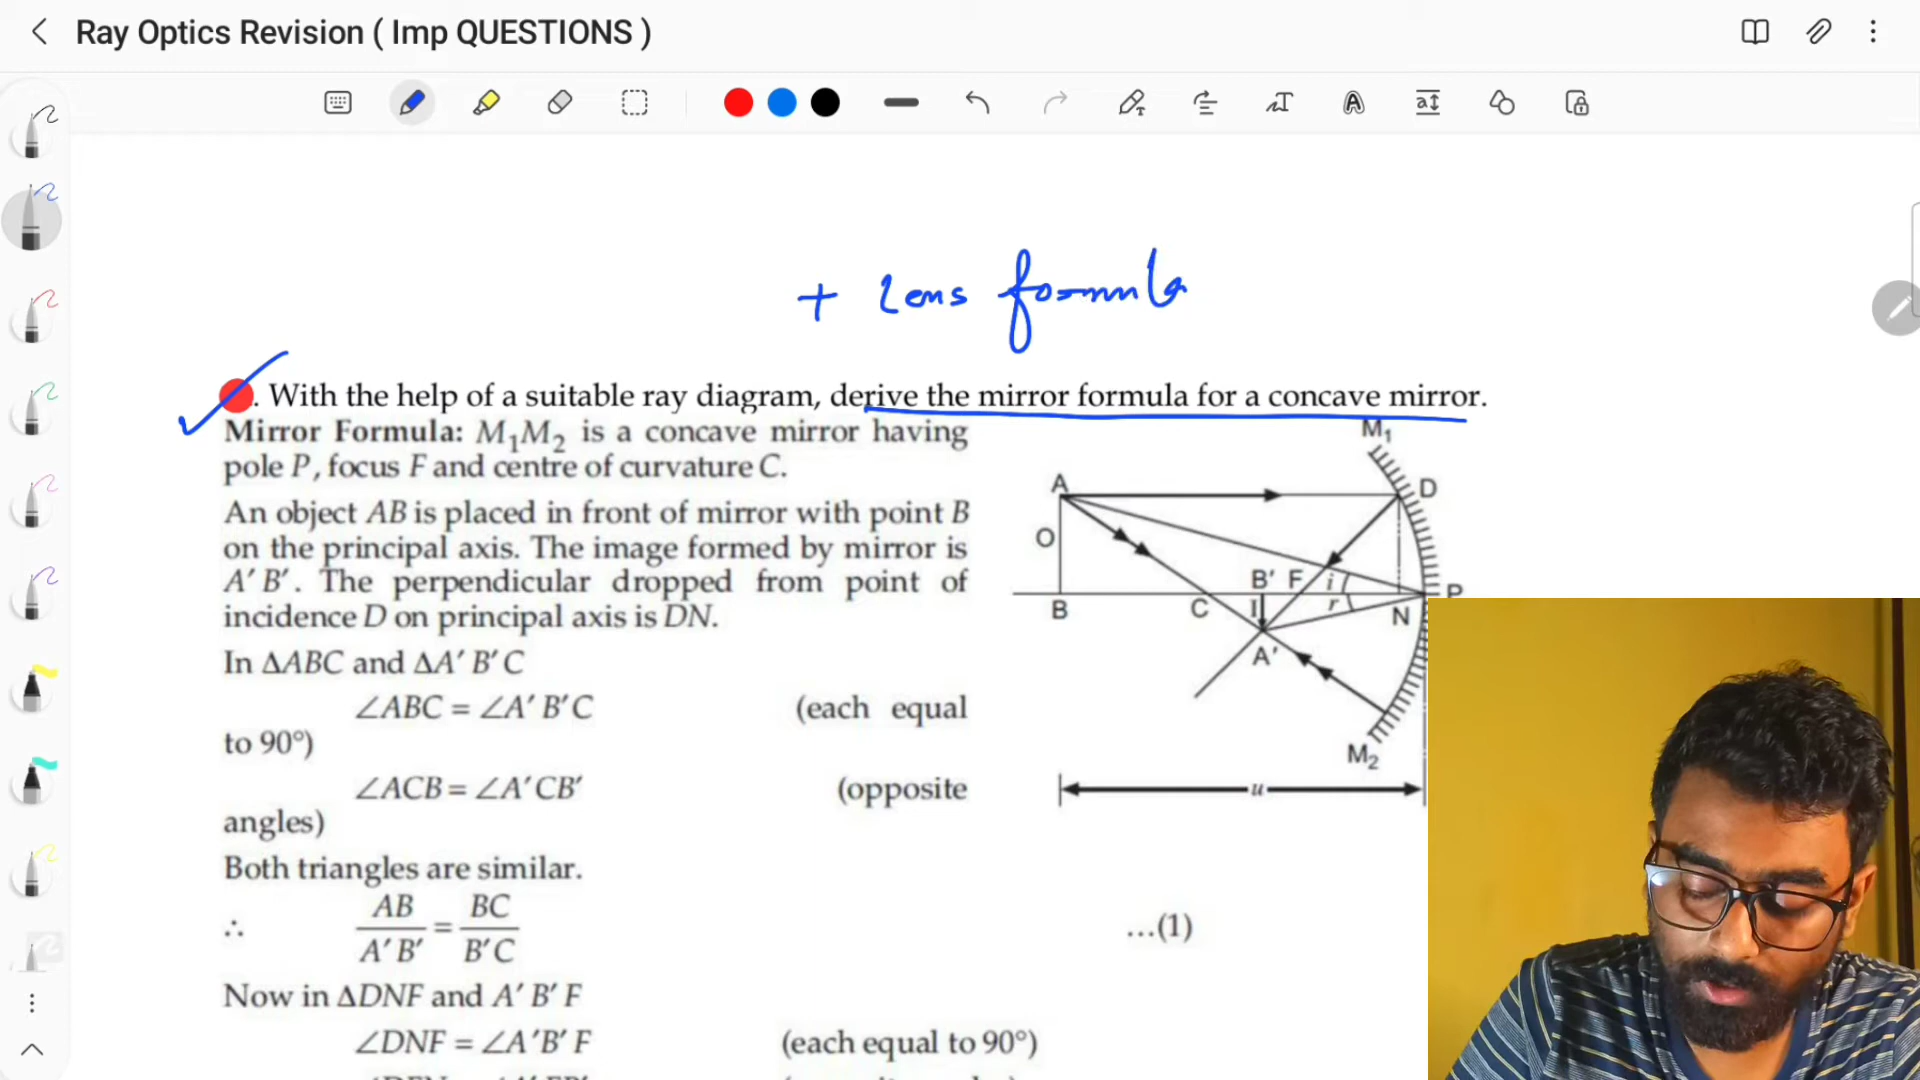 Ray Optics Revision ( Imp QUESTIONS )
+ Lens formula
. With the help of a suitable ray diagram, derive the mirror formula for a concave mirror.
Mirror Formula: M₁M₂ is a concave mirror having
pole P, focus F and centre of curvature C.
An object AB is placed in front of mirror with point B
on the principal axis. The image formed by mirror is
A′ B′. The perpendicular dropped from point of
incidence D on principal axis is DN.
In ΔABC and ΔA′ B′ C
∠ABC = ∠A′ B′C (each equal
to 90°)
∠ACB = ∠A′ CB′ (opposite
angles)
Both triangles are similar.
∴ AB/A′ B′ = BC/B′C ...(1)
Now in ΔDNF and A′ B′ F
∠DNF = ∠A′B′ F (each equal to 90°)
M₁
A
D
O
B′ F i
P
B
C
I
r
N
A′
M₂
u